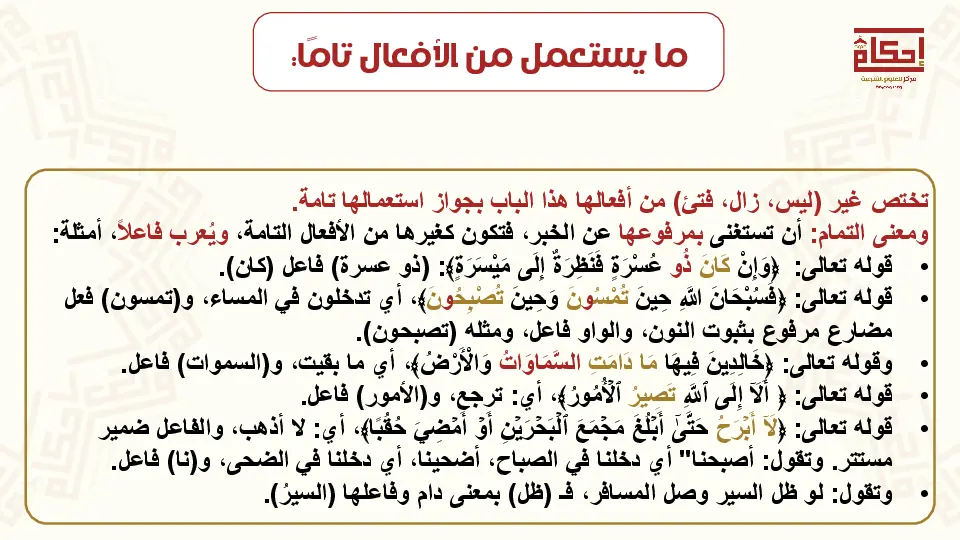 ما يستعمل من الأفعال تامًا:
إحكام
مركز للعلوم الشرعية
تختص غير (ليس، زال، فتئ) من أفعالها هذا الباب بجواز استعمالها تامة.
ومعنى التمام: أن تستغنى بمرفوعها عن الخبر، فتكون كغيرها من الأفعال التامة، ويُعرب فاعلاً، أمثلة:
• قوله تعالى: ﴿وَإِنْ كَانَ ذُو عُسْرَةٍ فَنَظِرَةٌ إِلَى مَيْسَرَةٍ﴾: (ذو عسرة) فاعل (كان).
• قوله تعالى: ﴿فَسُبْحَانَ اللَّهِ حِينَ تُمْسُونَ وَحِينَ تُصْبِحُونَ﴾، أي تدخلون في المساء، و(تمسون) فعل
مضارع مرفوع بثبوت النون، والواو فاعل، ومثله (تصبحون).
• وقوله تعالى: ﴿خَالِدِينَ فِيهَا مَا دَامَتِ السَّمَاوَاتُ وَالْأَرْضُ﴾، أي ما بقيت، و(السموات) فاعل.
• قوله تعالى: ﴿ أَلَآ إِلَى ٱللَّهِ تَصِيرُ ٱلْأُمُورُ﴾، أي: ترجع، و(الأمور) فاعل.
• قوله تعالى: ﴿لَآ أَبْرَحُ حَتَّىٰٓ أَبْلُغَ مَجْمَعَ ٱلْبَحْرَيْنِ أَوْ أَمْضِيَ حُقُبًا﴾، أي: لا أذهب، والفاعل ضمير
مستتر. وتقول: أصبحنا" أي دخلنا في الصباح، أضحينا، أي دخلنا في الضحى، و(نا) فاعل.
• وتقول: لو ظل السير وصل المسافر، فـ (ظل) بمعنى دام وفاعلها (السيرُ).